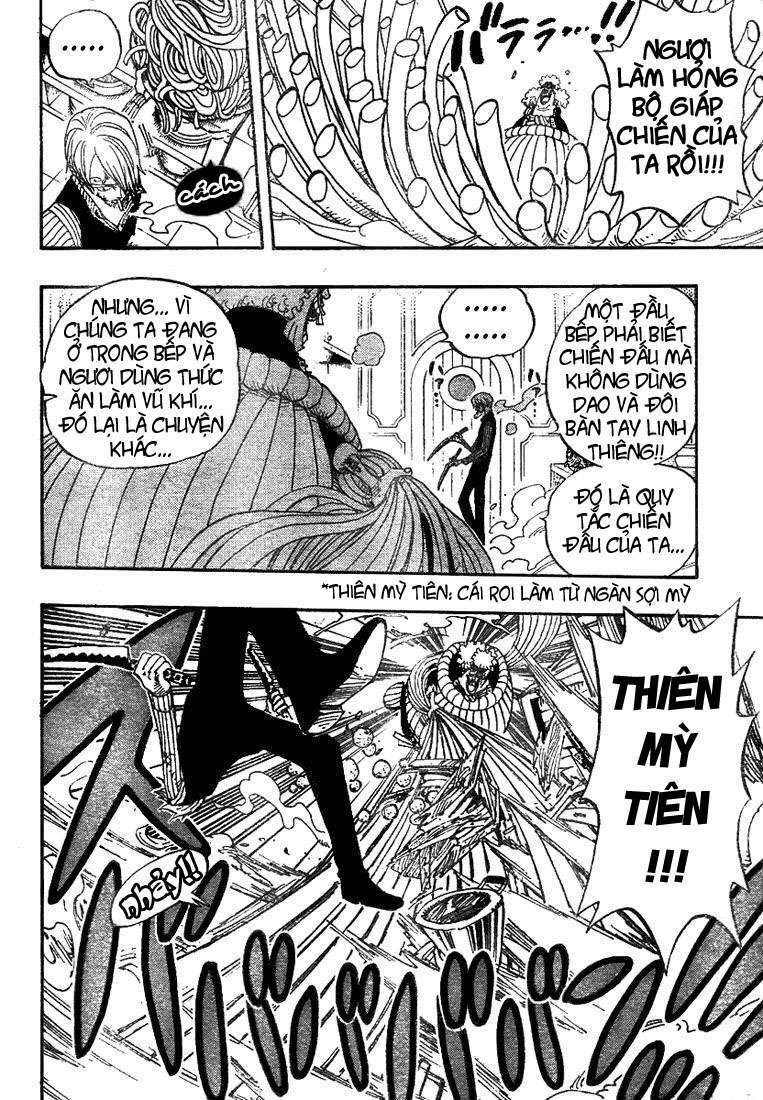 NGƯƠI
LÀM HỎNG
BỘ GIÁP
CHIẾN CỦA
TA RỒI!!!
ラララ...!!
.....
cách
MỘT ĐẦU
BẾP PHẢI BIẾT
CHIẾN ĐẤU MÀ
KHÔNG DÙNG
DAO VÀ ĐÔI
BÀN TAY LINH
THIÊNG!!
ĐÓ LÀ QUY
TẮC CHIẾN
ĐẤU CỦA TA...
.....
NHƯNG... VÌ
CHÚNG TA ĐANG
Ở TRONG BẾP VÀ
NGƯƠI DÙNG THỨC
ĂN LÀM VŨ KHÍ...
ĐÓ LẠI LÀ CHUYỆN
KHÁC...
*THIÊN MỲ TIÊN: CÁI ROI LÀM TỪ NGÀN SỢI MỲ
THIÊN
MỲ
TIÊN
!!!
nhảy!!